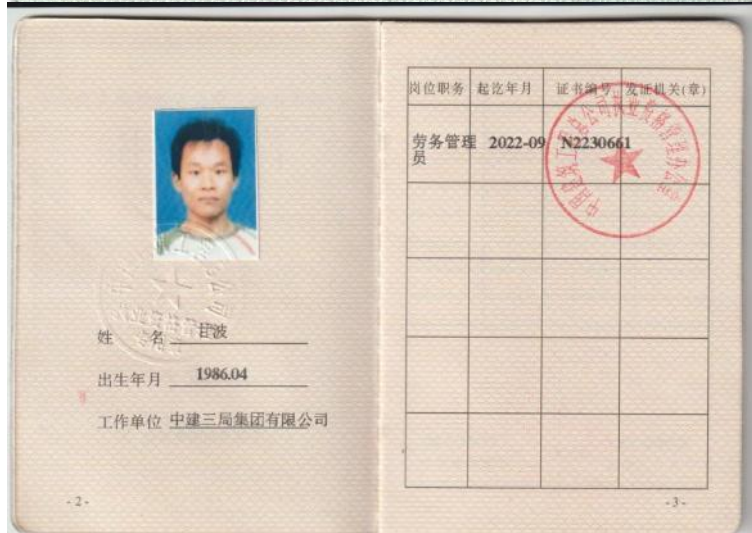 姓 名 甘波
出生年月 1986.04
工作单位 中建三局集团有限公司
- 2 -
岗位职务 起讫年月 证书编号 发证机关(章)
劳务管理 2022-09 N2230661
员
- 3 -